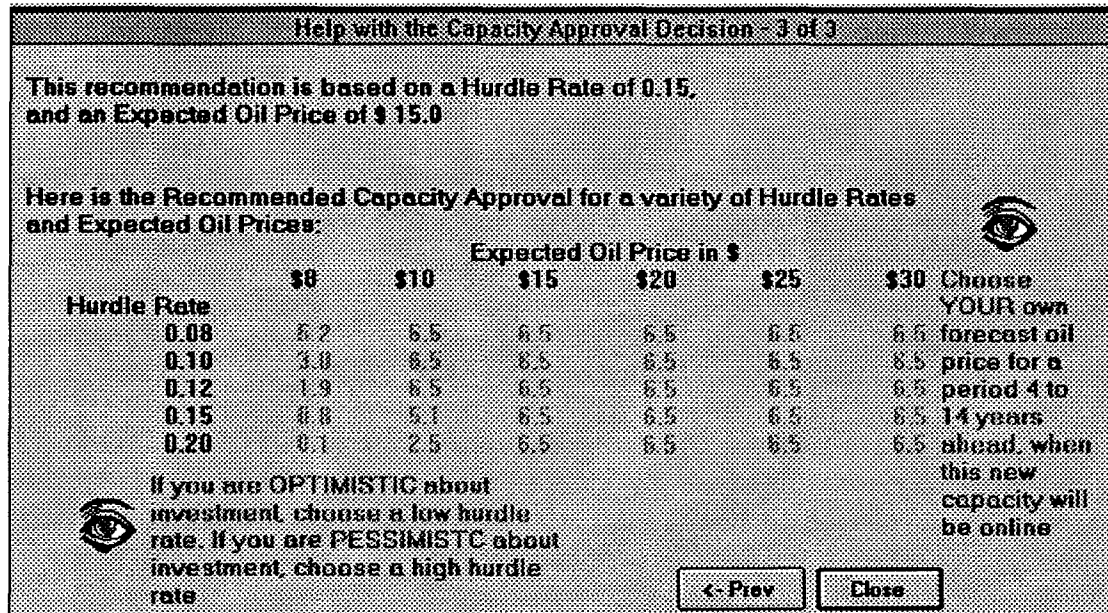 Help with the Capacity Approval Decision - 3 of 3
This recommendation is based on a Hurdle Rate of 0.15,
and an Expected Oil Price of $ 15.0
Here is the Recommended Capacity Approval for a variety of Hurdle Rates
and Expected Oil Prices:
Expected Oil Price in $
$8 $10 $15 $20 $25 $30
Hurdle Rate
0.08 5.2 6.5 6.5 6.5 6.5 6.5
0.10 6.5 6.5 6.5 6.5 6.5
0.12 1.9 6.5 6.5 6.5 6.5 6.5
0.15 0.8 5.1 6.5 6.5 6.5 6.5
0.20 0.1 2.5 6.5 6.5 6.5 6.5
Choose
YOUR own
forecast oil
price for a
period 4 to
14 years
ahead, when
this new
capacity will
be online
If you are OPTIMISTIC about
investment, choose a low hurdle
rate. If you are PESSIMISTC about
investment, choose a high hurdle
rate
<- Prev
Close